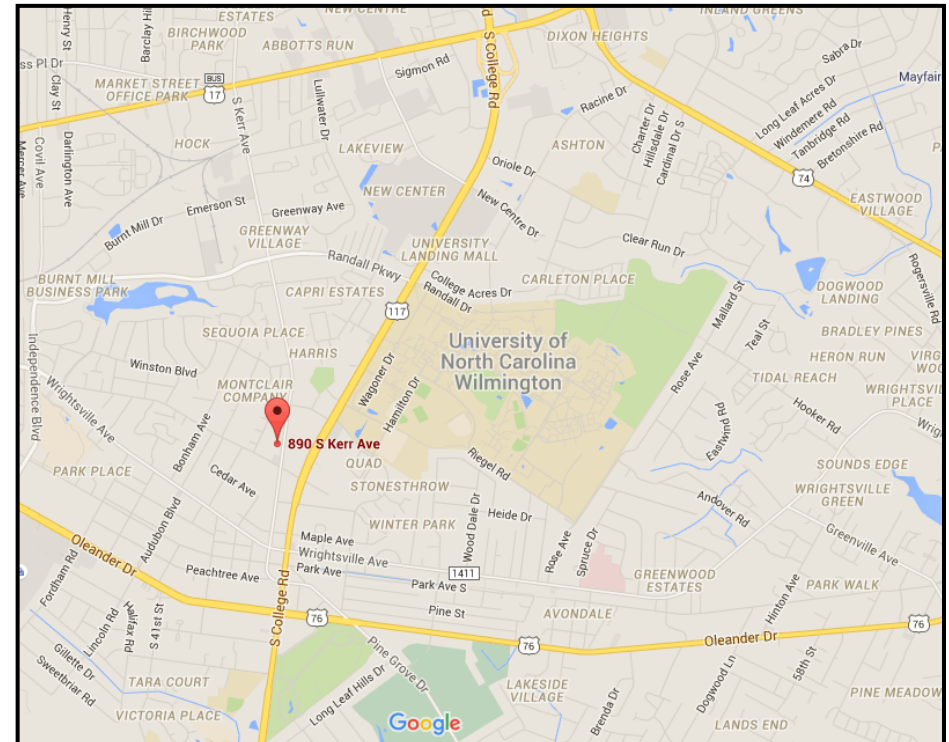 ESTATES
NEW CENTRE
INLAND GREENS
Henry St
Barclay
BIRCHWOOD
PARK
ABBOTTS RUN
S College Rd
DIXON HEIGHTS
Sabra Dr
ss Pl Dr
Clay St
MARKET STREET
OFFICE PARK
BUS
17
Sigmon Rd
Mayfair
Lullwater Dr
S Kerr Ave
Racine Dr
Long Leaf Acres Dr
Windemere Rd
Tanbridge Rd
Bretonshire Rd
Charter Dr
Hillsdale Dr
Cardinal Dr S
Mercer Ave
Covil Ave
Darlington Ave
HOCK
LAKEVIEW
ASHTON
Oriole Dr
74
NEW CENTER
New Centre Dr
EASTWOOD
VILLAGE
Emerson St
Greenway Ave
Burnt Mill Dr
GREENWAY
VILLAGE
UNIVERSITY
LANDING MALL
Clear Run Dr
Randall Pkwy
BURNT MILL
BUSINESS PARK
CAPRI ESTATES
College Acres Dr
Randall Dr
CARLETON PLACE
Mallard St
DOGWOOD
LANDING
Rogersville Rd
117
Teal St
SEQUOIA PLACE
BRADLEY PINES
University of
North Carolina
Wilmington
Independence Blvd
HARRIS
Wagoner Dr
Hamilton Dr
Rose Ave
HERON RUN
Winston Blvd
TIDAL REACH
MONTCLAIR
COMPANY
WRIGHTSVILLE
PLACE
Wrightsville Ave
Bonham Ave
Hooker Rd
Eastwind Rd
890 S Kerr Ave
PARK PLACE
Cedar Ave
QUAD
Riegel Rd
SOUNDS EDGE
STONESTHROW
WRIGHTSVILLE
GREEN
Andover Rd
Audubon Blvd
WINTER PARK
Wood Dale Dr
Heide Dr
Oleander Dr
Maple Ave
Wrightsville Ave
Rose Ave
Spruce Dr
Greenville Ave
Fordham Rd
Peachtree Ave
Park Ave
1411
Park Ave S
GREENWOOD
ESTATES
PARK WALK
Hinton Ave
Halifax Rd
Lincoln Rd
S 41st St
S College Rd
76
Pine St
AVONDALE
76
Oleander Dr
76
Gillette Dr
Sweetbriar Rd
Pine Grove Dr
TARA COURT
LAKESIDE
VILLAGE
Dogwood Ln
58th St
Long Leaf Hills Dr
PINE MEADOW
VICTORIA PLACE
Brenda Dr
Google
LANDS END